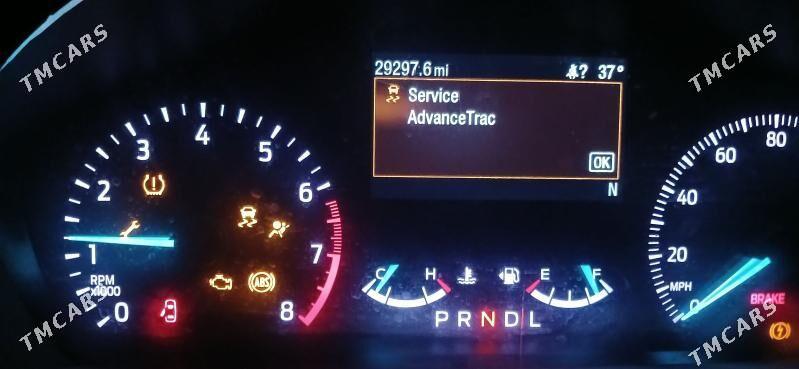 TMCARS
TMCARS
29297.6 mi ? 37°
Service
AdvanceTrac
OK
N
0 1 2 3 4 5 6 7 8
RPM
x1000
ABS
C H
E F
P R N D L
0 20 40 60 80
MPH
BRAKE
TMCARS
TMCARS